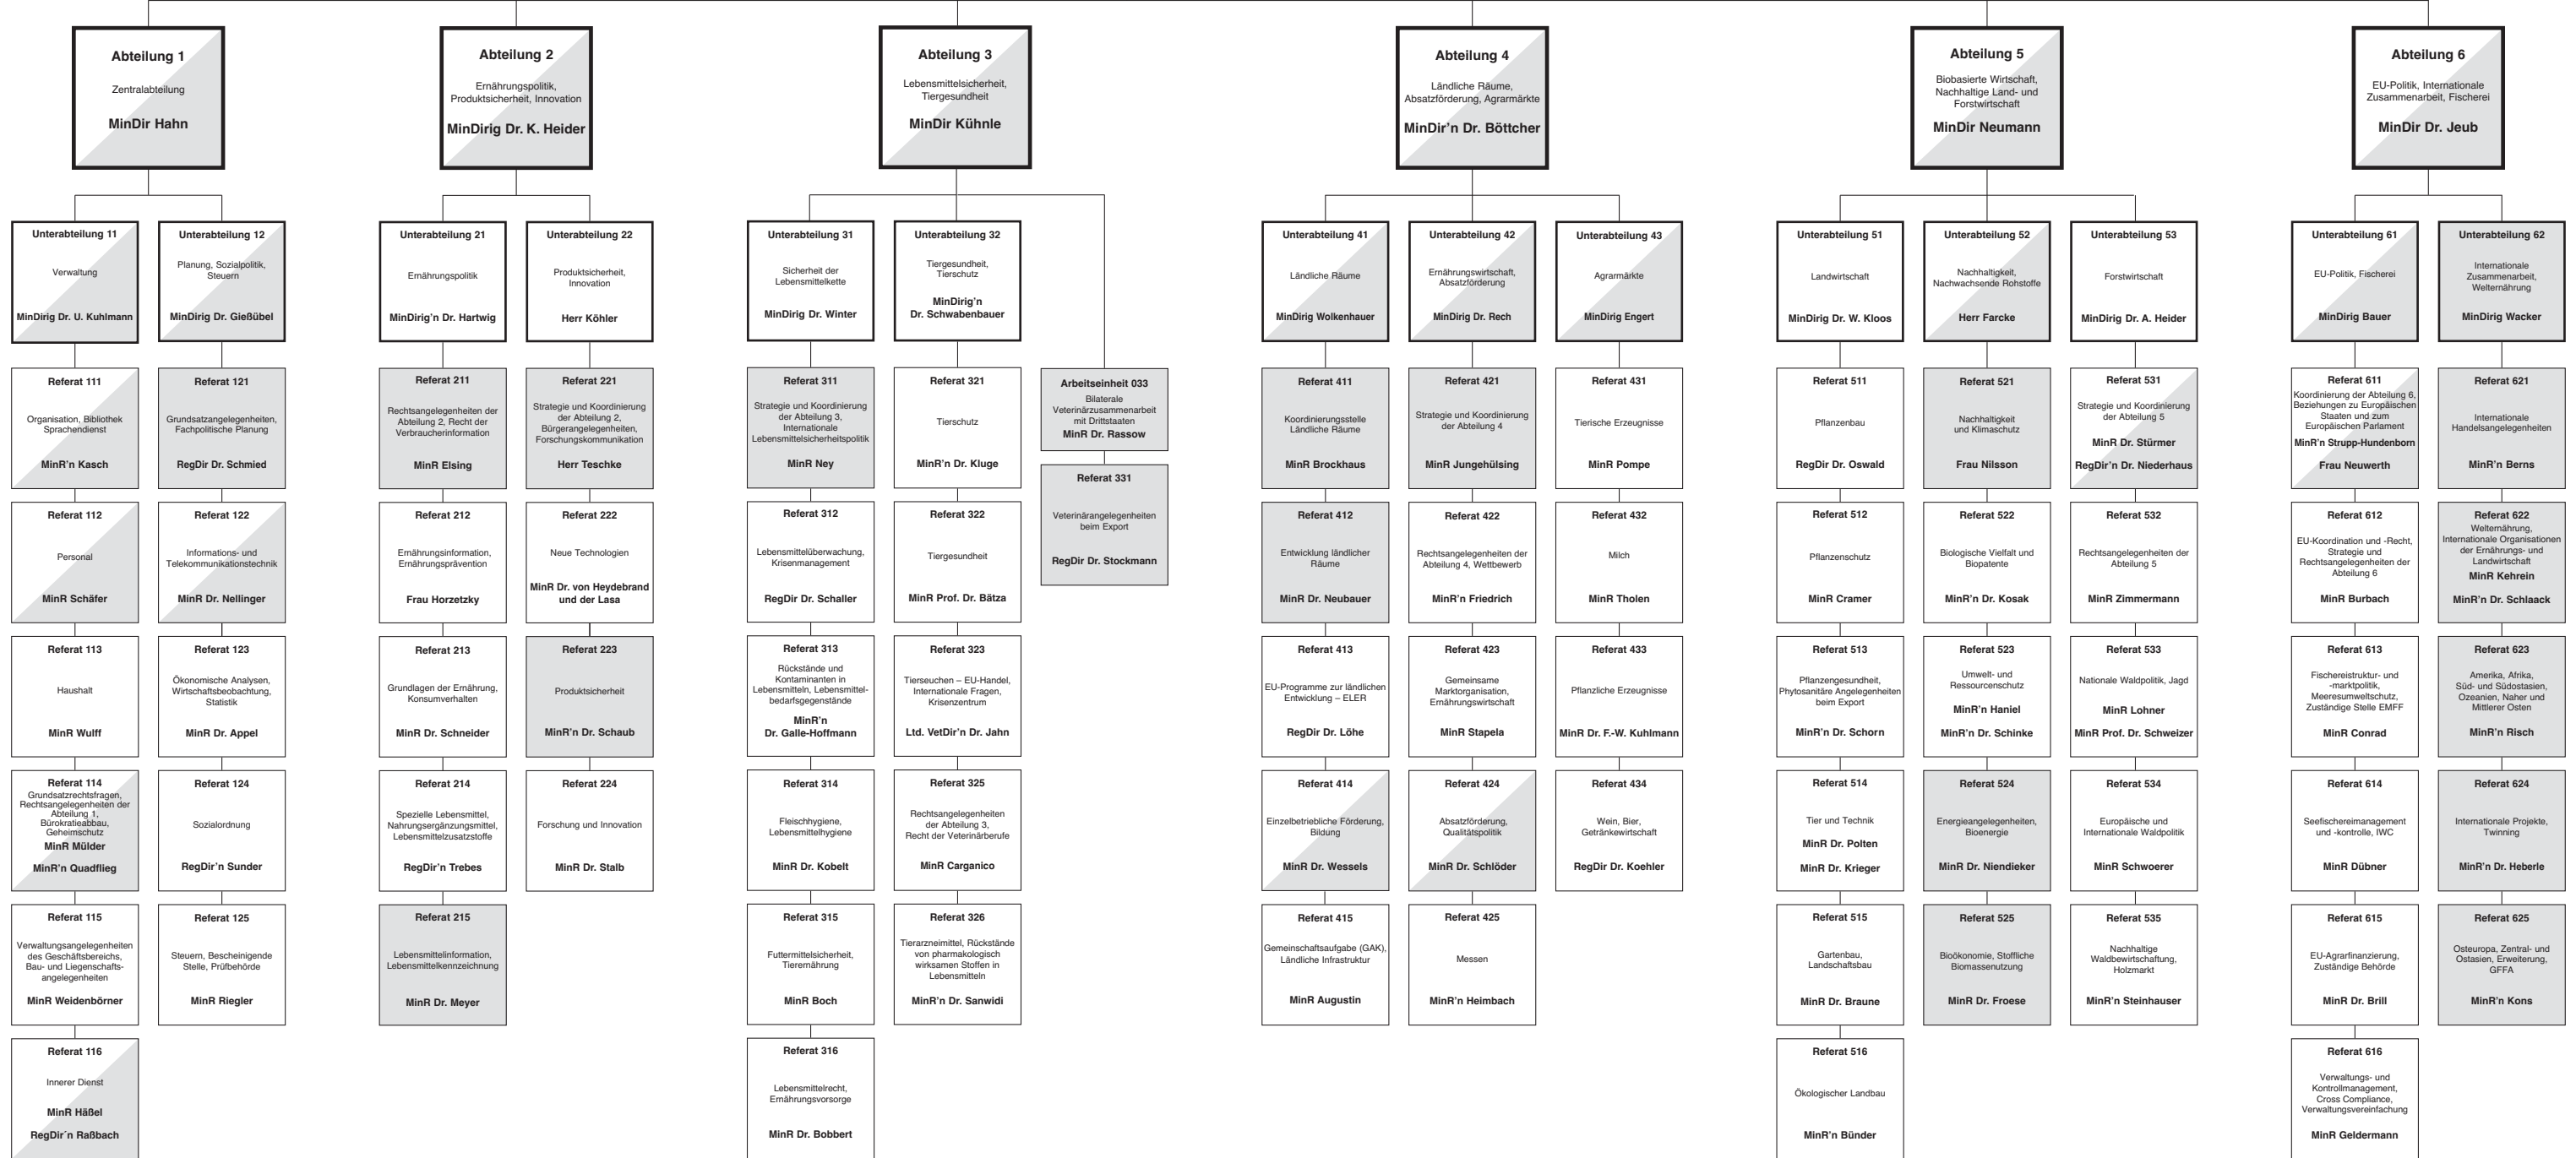 Abteilung 1
Zentralabteilung
MinDir Hahn
Abteilung 2
Ernährungspolitik,
Produktsicherheit, Innovation
MinDirig Dr. K. Heider
Abteilung 3
Lebensmittelsicherheit,
Tiergesundheit
MinDir Kühnle
Abteilung 4
Ländliche Räume,
Absatzförderung, Agrarmärkte
MinDir’n Dr. Böttcher
Abteilung 5
Biobasierte Wirtschaft,
Nachhaltige Land- und
Forstwirtschaft
MinDir Neumann
Abteilung 6
EU-Politik, Internationale
Zusammenarbeit, Fischerei
MinDir Dr. Jeub
Unterabteilung 11
Verwaltung
MinDirig Dr. U. Kuhlmann
Referat 111
Organisation, Bibliothek
Sprachendienst
MinR’n Kasch
Referat 112
Personal
MinR Schäfer
Referat 113
Haushalt
MinR Wulff
Referat 114
Grundsatzrechtsfragen,
Rechtsangelegenheiten der
Abteilung 1,
Bürokratieabbau,
Geheimschutz
MinR Mülder
MinR’n Quadflieg
Referat 115
Verwaltungsangelegenheiten
des Geschäftsbereichs,
Bau- und Liegenschafts-
angelegenheiten
MinR Weidenbörner
Referat 116
Innerer Dienst
MinR Häßel
RegDir´n Raßbach
Unterabteilung 12
Planung, Sozialpolitik,
Steuern
MinDirig Dr. Gießübel
Referat 121
Grundsatzangelegenheiten,
Fachpolitische Planung
RegDir Dr. Schmied
Referat 122
Informations- und
Telekommunikationstechnik
MinR Dr. Nellinger
Referat 123
Ökonomische Analysen,
Wirtschaftsbeobachtung,
Statistik
MinR Dr. Appel
Referat 124
Sozialordnung
RegDir’n Sunder
Referat 125
Steuern, Bescheinigende
Stelle, Prüfbehörde
MinR Riegler
Unterabteilung 21
Ernährungspolitik
MinDirig’n Dr. Hartwig
Referat 211
Rechtsangelegenheiten der
Abteilung 2, Recht der
Verbraucherinformation
MinR Elsing
Referat 212
Ernährungsinformation,
Ernährungsprävention
Frau Horzetzky
Referat 213
Grundlagen der Ernährung,
Konsumverhalten
MinR Dr. Schneider
Referat 214
Spezielle Lebensmittel,
Nahrungsergänzungsmittel,
Lebensmittelzusatzstoffe
RegDir’n Trebes
Referat 215
Lebensmittelinformation,
Lebensmittelkennzeichnung
MinR Dr. Meyer
Unterabteilung 22
Produktsicherheit,
Innovation
Herr Köhler
Referat 221
Strategie und Koordinierung
der Abteilung 2,
Bürgerangelegenheiten,
Forschungskommunikation
Herr Teschke
Referat 222
Neue Technologien
MinR Dr. von Heydebrand
und der Lasa
Referat 223
Produktsicherheit
MinR’n Dr. Schaub
Referat 224
Forschung und Innovation
MinR Dr. Stalb
Unterabteilung 31
Sicherheit der
Lebensmittelkette
MinDirig Dr. Winter
Referat 311
Strategie und Koordinierung
der Abteilung 3,
Internationale
Lebensmittelsicherheitspolitik
MinR Ney
Referat 312
Lebensmittelüberwachung,
Krisenmanagement
RegDir Dr. Schaller
Referat 313
Rückstände und
Kontaminanten in
Lebensmitteln, Lebensmittel-
bedarfsgegenstände
MinR’n
Dr. Galle-Hoffmann
Referat 314
Fleischhygiene,
Lebensmittelhygiene
MinR Dr. Kobelt
Referat 315
Futtermittelsicherheit,
Tierernährung
MinR Boch
Referat 316
Lebensmittelrecht,
Ernährungsvorsorge
MinR Dr. Bobbert
Unterabteilung 32
Tiergesundheit,
Tierschutz
MinDirig’n
Dr. Schwabenbauer
Referat 321
Tierschutz
MinR’n Dr. Kluge
Referat 322
Tiergesundheit
MinR Prof. Dr. Bätza
Referat 323
Tierseuchen – EU-Handel,
Internationale Fragen,
Krisenzentrum
Ltd. VetDir’n Dr. Jahn
Referat 325
Rechtsangelegenheiten
der Abteilung 3,
Recht der Veterinärberufe
MinR Carganico
Referat 326
Tierarzneimittel, Rückstände
von pharmakologisch
wirksamen Stoffen in
Lebensmitteln
MinR’n Dr. Sanwidi
Arbeitseinheit 033
Bilaterale
Veterinärzusammenarbeit
mit Drittstaaten
MinR Dr. Rassow
Referat 331
Veterinärangelegenheiten
beim Export
RegDir Dr. Stockmann
Unterabteilung 41
Ländliche Räume
MinDirig Wolkenhauer
Referat 411
Koordinierungsstelle
Ländliche Räume
MinR Brockhaus
Referat 412
Entwicklung ländlicher
Räume
MinR Dr. Neubauer
Referat 413
EU-Programme zur ländlichen
Entwicklung – ELER
RegDir Dr. Löhe
Referat 414
Einzelbetriebliche Förderung,
Bildung
MinR Dr. Wessels
Referat 415
Gemeinschaftsaufgabe (GAK),
Ländliche Infrastruktur
MinR Augustin
Unterabteilung 42
Ernährungswirtschaft,
Absatzförderung
MinDirig Dr. Rech
Referat 421
Strategie und Koordinierung
der Abteilung 4
MinR Jungehülsing
Referat 422
Rechtsangelegenheiten der
Abteilung 4, Wettbewerb
MinR’n Friedrich
Referat 423
Gemeinsame
Marktorganisation,
Ernährungswirtschaft
MinR Stapela
Referat 424
Absatzförderung,
Qualitätspolitik
MinR Dr. Schlöder
Referat 425
Messen
MinR’n Heimbach
Unterabteilung 43
Agrarmärkte
MinDirig Engert
Referat 431
Tierische Erzeugnisse
MinR Pompe
Referat 432
Milch
MinR Tholen
Referat 433
Pflanzliche Erzeugnisse
MinR Dr. F.-W. Kuhlmann
Referat 434
Wein, Bier,
Getränkewirtschaft
RegDir Dr. Koehler
Unterabteilung 51
Landwirtschaft
MinDirig Dr. W. Kloos
Referat 511
Pflanzenbau
RegDir Dr. Oswald
Referat 512
Pflanzenschutz
MinR Cramer
Referat 513
Pflanzengesundheit,
Phytosanitäre Angelegenheiten
beim Export
MinR’n Dr. Schorn
Referat 514
Tier und Technik
MinR Dr. Polten
MinR Dr. Krieger
Referat 515
Gartenbau,
Landschaftsbau
MinR Dr. Braune
Referat 516
Ökologischer Landbau
MinR’n Bünder
Unterabteilung 52
Nachhaltigkeit,
Nachwachsende Rohstoffe
Herr Farcke
Referat 521
Nachhaltigkeit
und Klimaschutz
Frau Nilsson
Referat 522
Biologische Vielfalt und
Biopatente
MinR’n Dr. Kosak
Referat 523
Umwelt- und
Ressourcenschutz
MinR’n Haniel
MinR’n Dr. Schinke
Referat 524
Energieangelegenheiten,
Bioenergie
MinR Dr. Niendieker
Referat 525
Bioökonomie, Stoffliche
Biomassenutzung
MinR Dr. Froese
Unterabteilung 53
Forstwirtschaft
MinDirig Dr. A. Heider
Referat 531
Strategie und Koordinierung
der Abteilung 5
MinR Dr. Stürmer
RegDir’n Dr. Niederhaus
Referat 532
Rechtsangelegenheiten der
Abteilung 5
MinR Zimmermann
Referat 533
Nationale Waldpolitik, Jagd
MinR Lohner
MinR Prof. Dr. Schweizer
Referat 534
Europäische und
Internationale Waldpolitik
MinR Schwoerer
Referat 535
Nachhaltige
Waldbewirtschaftung,
Holzmarkt
MinR’n Steinhauser
Unterabteilung 61
EU-Politik, Fischerei
MinDirig Bauer
Referat 611
Koordinierung der Abteilung 6,
Beziehungen zu Europäischen
Staaten und zum
Europäischen Parlament
MinR’n Strupp-Hundenborn
Frau Neuwerth
Referat 612
EU-Koordination und -Recht,
Strategie und
Rechtsangelegenheiten der
Abteilung 6
MinR Burbach
Referat 613
Fischereistruktur- und
-marktpolitik,
Meeresumweltschutz,
Zuständige Stelle EMFF
MinR Conrad
Referat 614
Seefischereimanagement
und -kontrolle, IWC
MinR Dübner
Referat 615
EU-Agrarfinanzierung,
Zuständige Behörde
MinR Dr. Brill
Referat 616
Verwaltungs- und
Kontrollmanagement,
Cross Compliance,
Verwaltungsvereinfachung
MinR Geldermann
Unterabteilung 62
Internationale
Zusammenarbeit,
Welternährung
MinDirig Wacker
Referat 621
Internationale
Handelsangelegenheiten
MinR’n Berns
Referat 622
Welternährung,
Internationale Organisationen
der Ernährungs- und
Landwirtschaft
MinR Kehrein
MinR’n Dr. Schlaack
Referat 623
Amerika, Afrika,
Süd- und Südostasien,
Ozeanien, Naher und
Mittlerer Osten
MinR’n Risch
Referat 624
Internationale Projekte,
Twinning
MinR’n Dr. Heberle
Referat 625
Osteuropa, Zentral- und
Ostasien, Erweiterung,
GFFA
MinR’n Kons